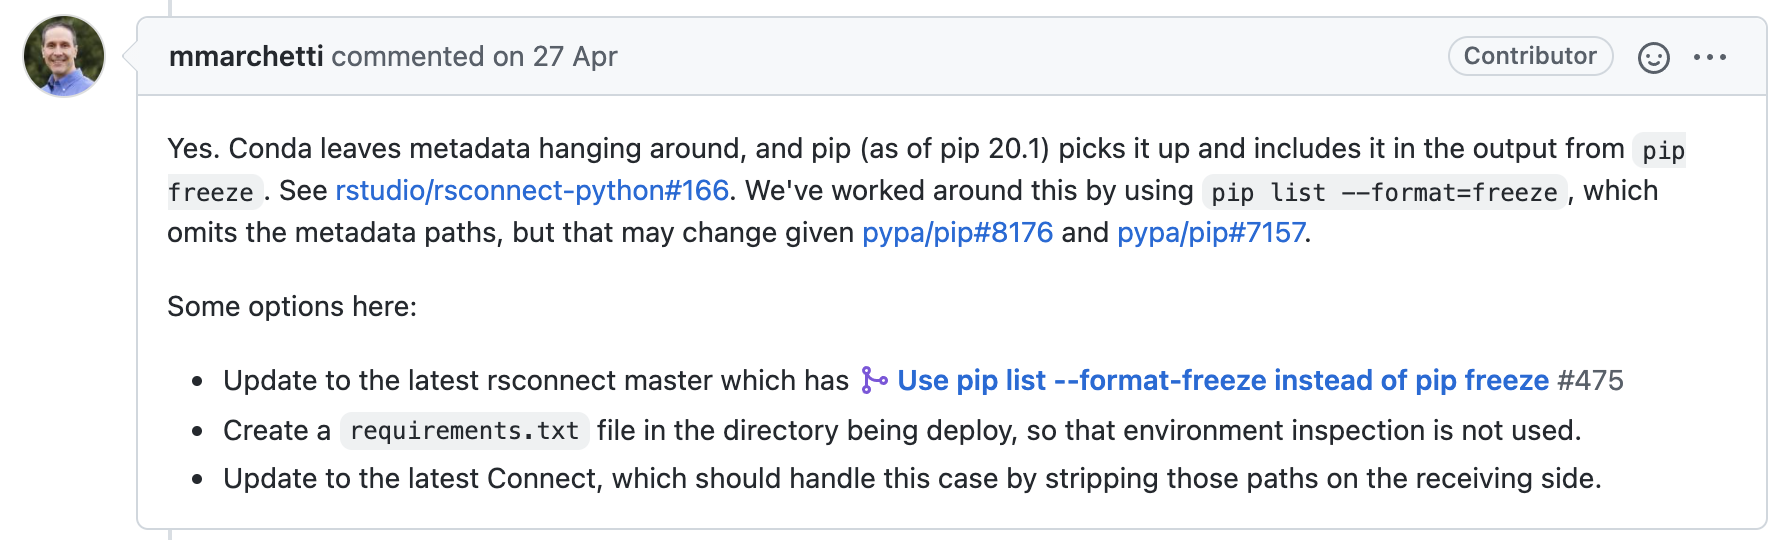 mmarchetti commented on 27 Apr
Contributor
Yes. Conda leaves metadata hanging around, and pip (as of pip 20.1) picks it up and includes it in the output from pip
freeze. See rstudio/rsconnect-python#166. We've worked around this by using pip list --format=freeze, which
omits the metadata paths, but that may change given pypa/pip#8176 and pypa/pip#7157.
Some options here:
• Update to the latest rsconnect master which has Use pip list --format-freeze instead of pip freeze #475
• Create a requirements.txt file in the directory being deploy, so that environment inspection is not used.
• Update to the latest Connect, which should handle this case by stripping those paths on the receiving side.